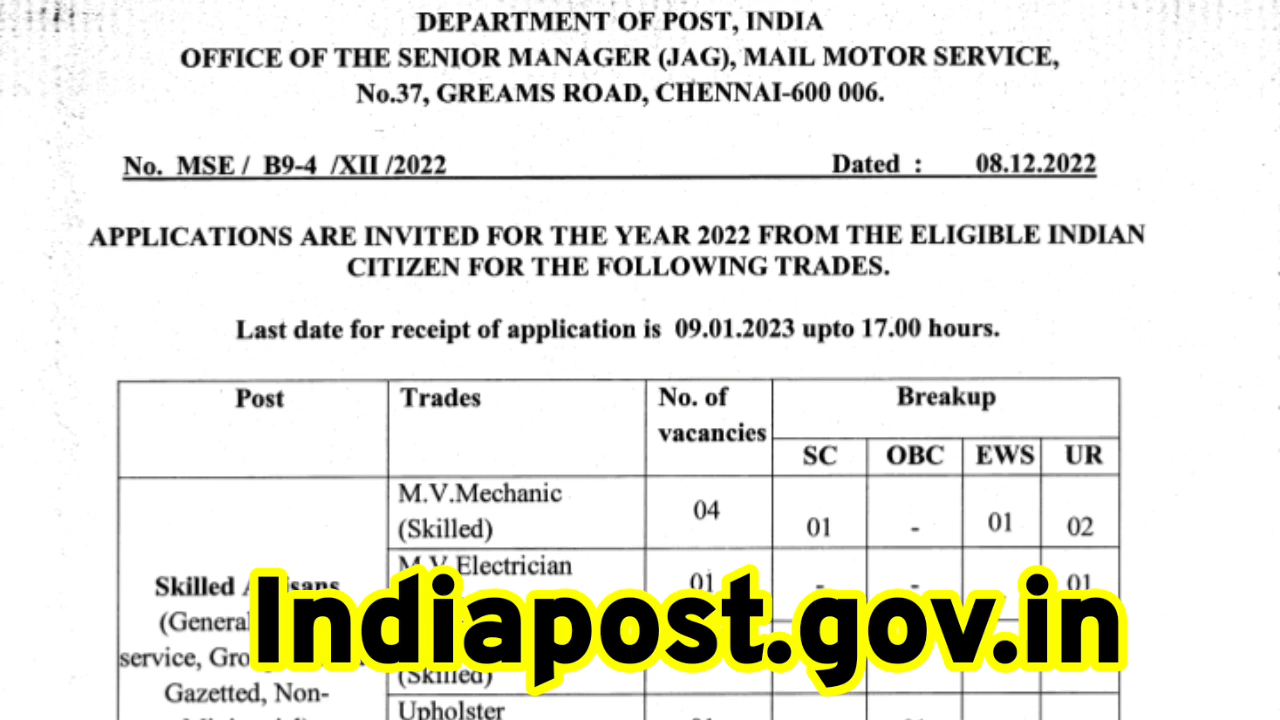 DEPARTMENT OF POST, INDIA
OFFICE OF THE SENIOR MANAGER (JAG), MAIL MOTOR SERVICE,
No.37, GREAMS ROAD, CHENNAI-600 006.
No. MSE / B9-4 /XII /2022 Dated : 08.12.2022
APPLICATIONS ARE INVITED FOR THE YEAR 2022 FROM THE ELIGIBLE INDIAN
CITIZEN FOR THE FOLLOWING TRADES.
Last date for receipt of application is 09.01.2023 upto 17.00 hours.
Post Trades No. of Breakup
vacancies
SC OBC EWS UR
M.V.Mechanic
(Skilled) 04 01 - 01 02
M.V.Electrician
01 - - 01
Skilled
(General
service,
Gazetted, Non-
(Skilled)
Upholster
Indiapost.gov.in